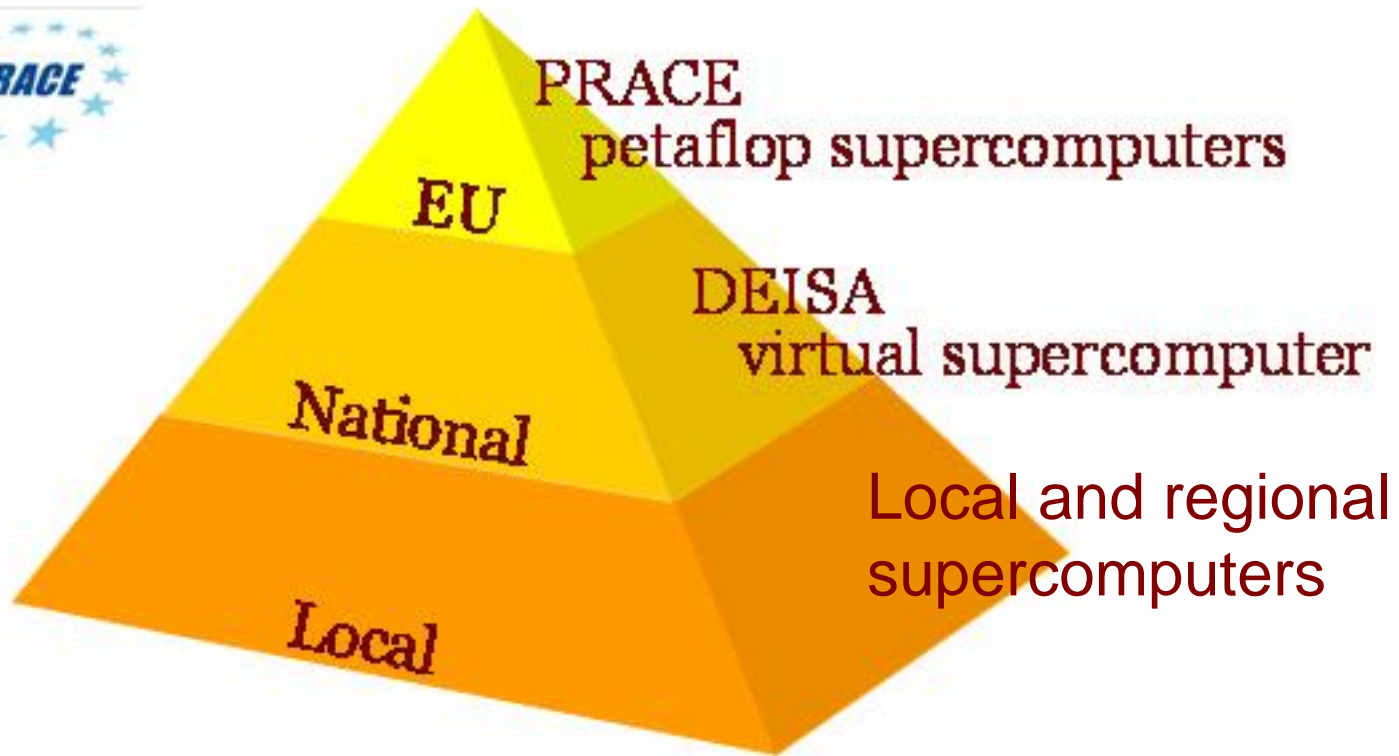 RACE
PRACE
petaflop supercomputers
EU
DEISA
virtual supercomputer
National
Local and regional
supercomputers
Local